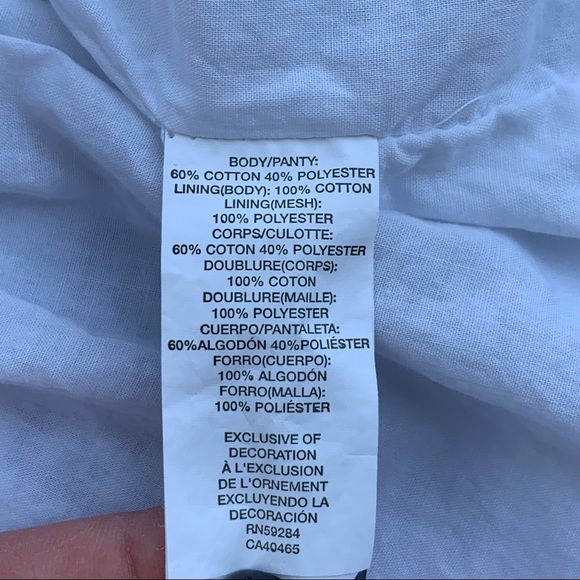 BODY/PANTY:
60% COTTON 40% POLYESTER
LINING(BODY): 100% COTTON
LINING(MESH):
100% POLYESTER
CORPS/CULOTTE:
60% COTON 40% POLYESTER
DOUBLURE(CORPS):
100% COTON
DOUBLURE(MAILLE):
100% POLYESTER
CUERPO/PANTALETA:
60%ALGODÓN 40%POLIÉSTER
FORRO(CUERPO):
100% ALGODÓN
FORRO(MALLA):
100% POLIÉSTER
EXCLUSIVE OF
DECORATION
À L'EXCLUSION
DE L'ORNEMENT
EXCLUYENDO LA
DECORACIÓN
RN59284
CA40465